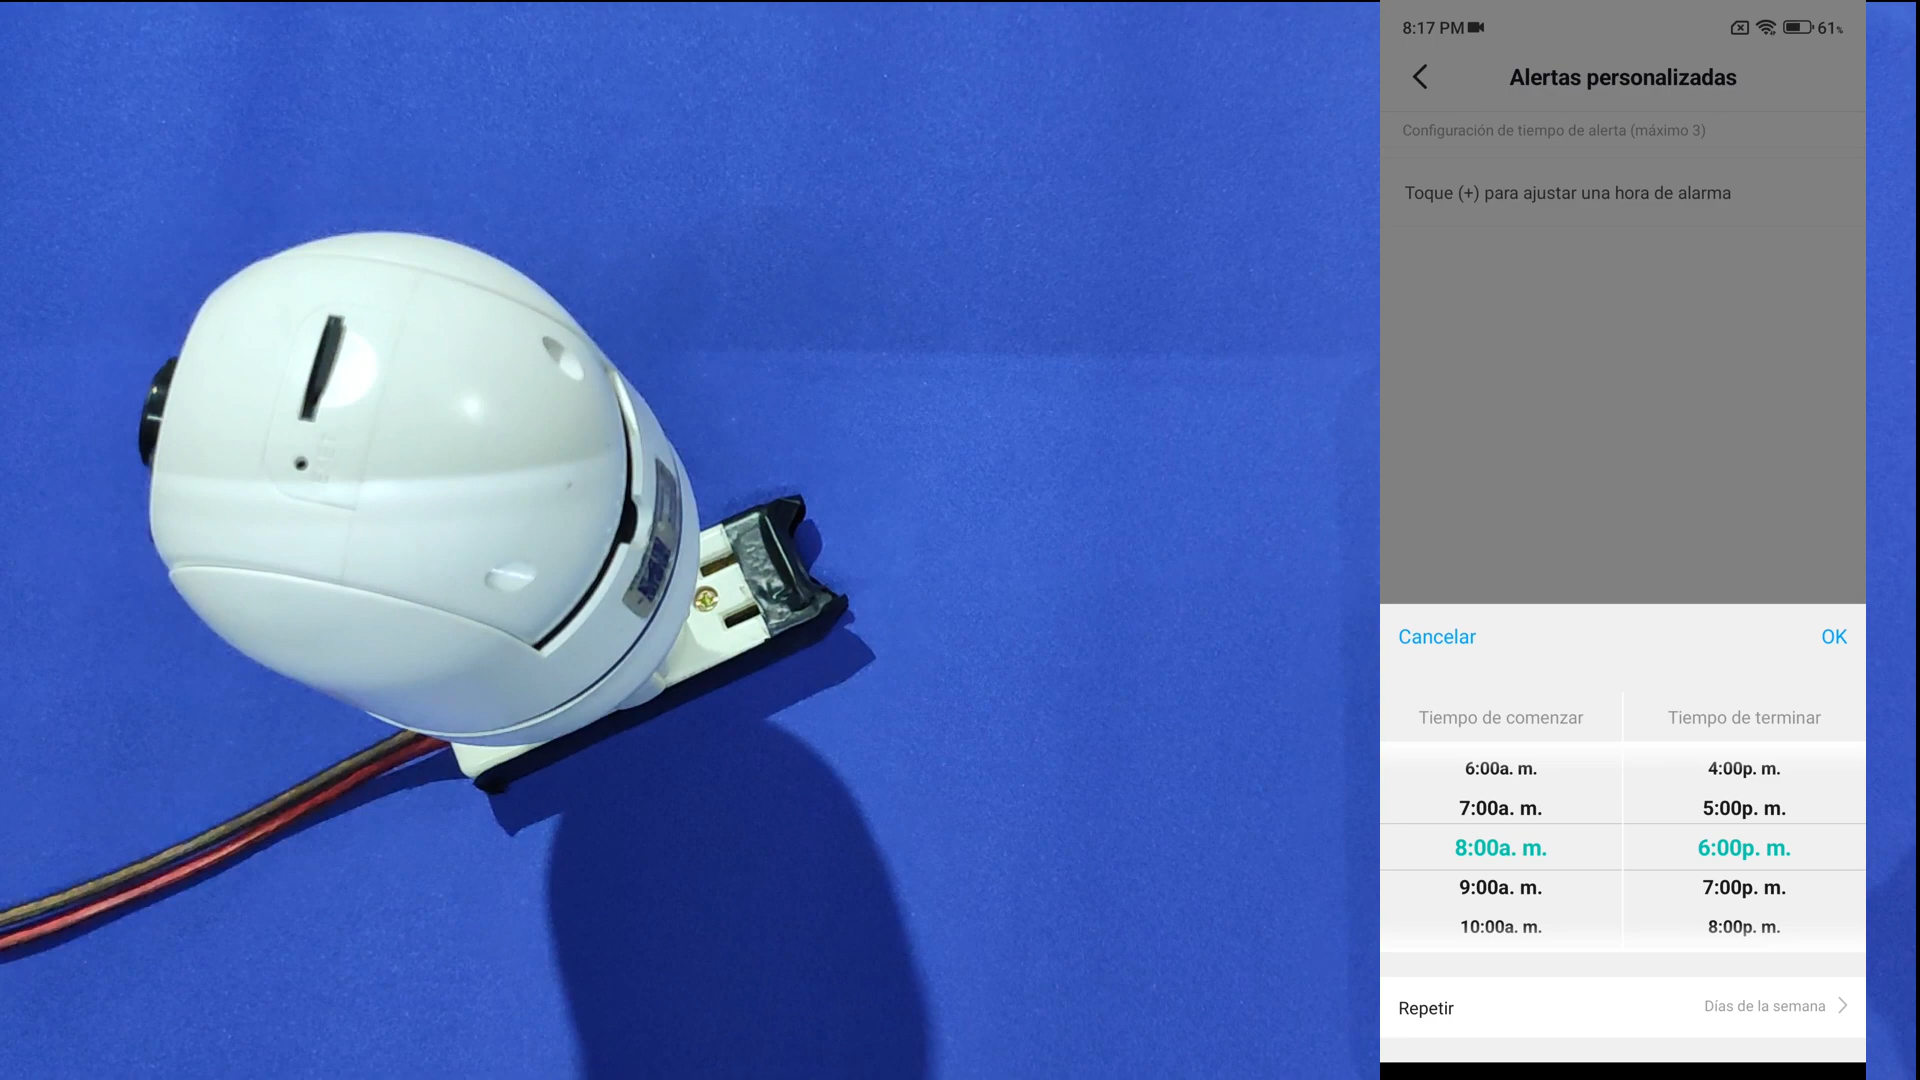 8:17 PM
61%
Alertas personalizadas
Configuración de tiempo de alerta (máximo 3)
Toque (+) para ajustar una hora de alarma
Cancelar
OK
Tiempo de comenzar
Tiempo de terminar
6:00a. m.
4:00p. m.
7:00a. m.
5:00p. m.
8:00a. m.
6:00p. m.
9:00a. m.
7:00p. m.
10:00a. m.
8:00p. m.
Repetir
Días de la semana